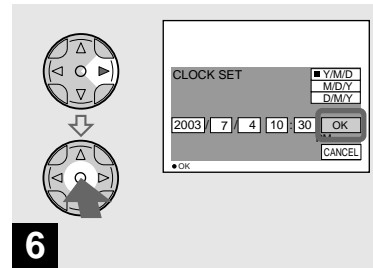 CLOCK SET
■ Y/M/D
M/D/Y
D/M/Y
2003 / 7 / 4 10 : 30 OK
CANCEL
● OK
6